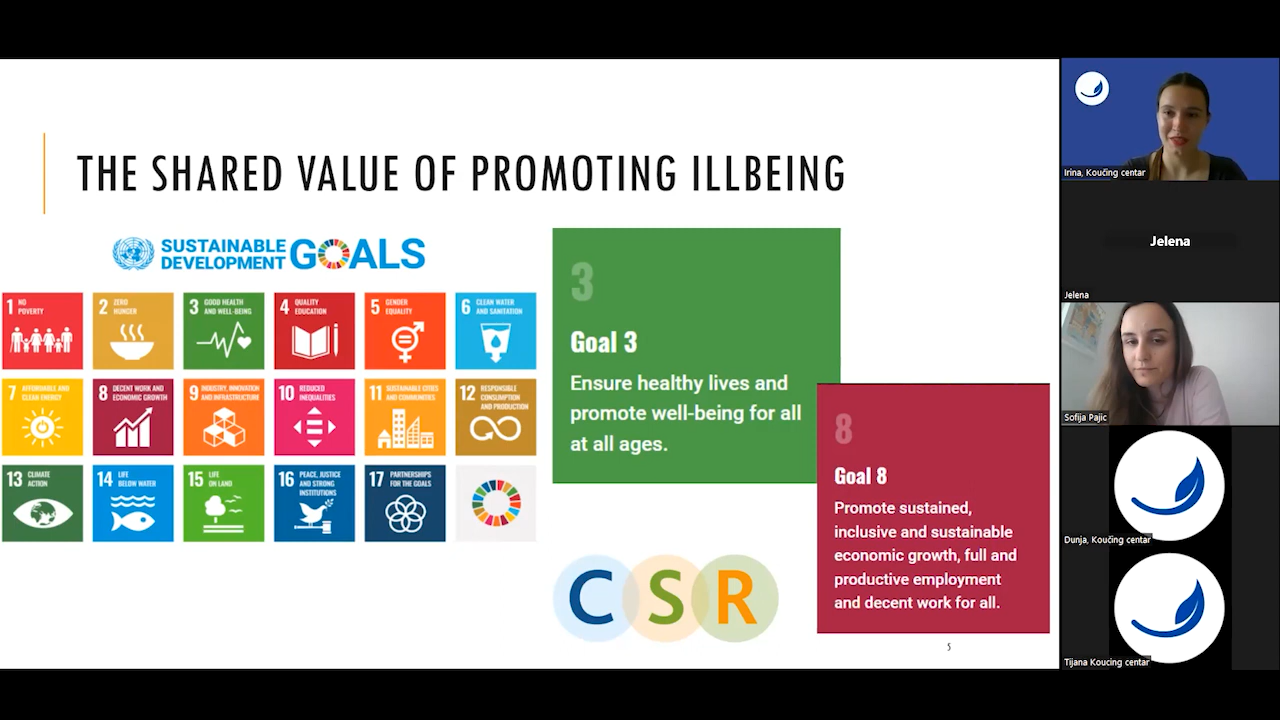 THE SHARED VALUE OF PROMOTING ILLBEING
SUSTAINABLE
DEVELOPMENT
GOALS
1 NO
POVERTY
2 ZERO
HUNGER
3 GOOD HEALTH
AND WELL-BEING
4 QUALITY
EDUCATION
5 GENDER
EQUALITY
6 CLEAN WATER
AND SANITATION
7 AFFORDABLE AND
CLEAN ENERGY
8 DECENT WORK AND
ECONOMIC GROWTH
9 INDUSTRY, INNOVATION
AND INFRASTRUCTURE
10 REDUCED
INEQUALITIES
11 SUSTAINABLE CITIES
AND COMMUNITIES
12 RESPONSIBLE
CONSUMPTION
AND PRODUCTION
13 CLIMATE
ACTION
14 LIFE
BELOW WATER
15 LIFE
ON LAND
16 PEACE, JUSTICE
AND STRONG
INSTITUTIONS
17 PARTNERSHIPS
FOR THE GOALS
3
Goal 3
Ensure healthy lives and
promote well-being for all
at all ages.
8
Goal 8
Promote sustained,
inclusive and sustainable
economic growth, full and
productive employment
and decent work for all.
CSR
5
Irina, Koučing centar
Jelena
Jelena
Sofija Pajic
Dunja, Koučing centar
Tijana Koucing centar